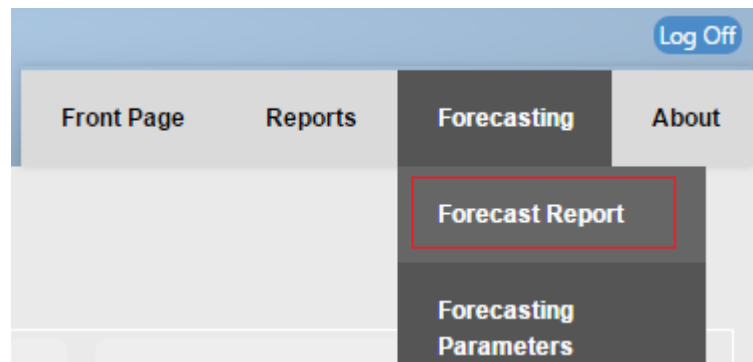 Log Off
Front Page Reports Forecasting About
Forecast Report
Forecasting
Parameters